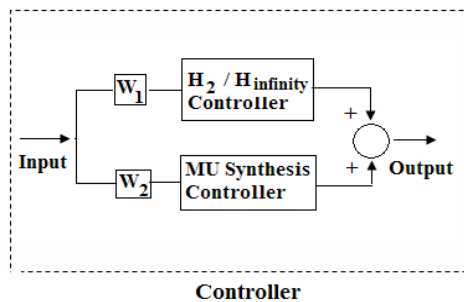 W1
H2 / Hinfinity
Controller
+
Input
Output
W2
MU Synthesis
Controller
+
Controller